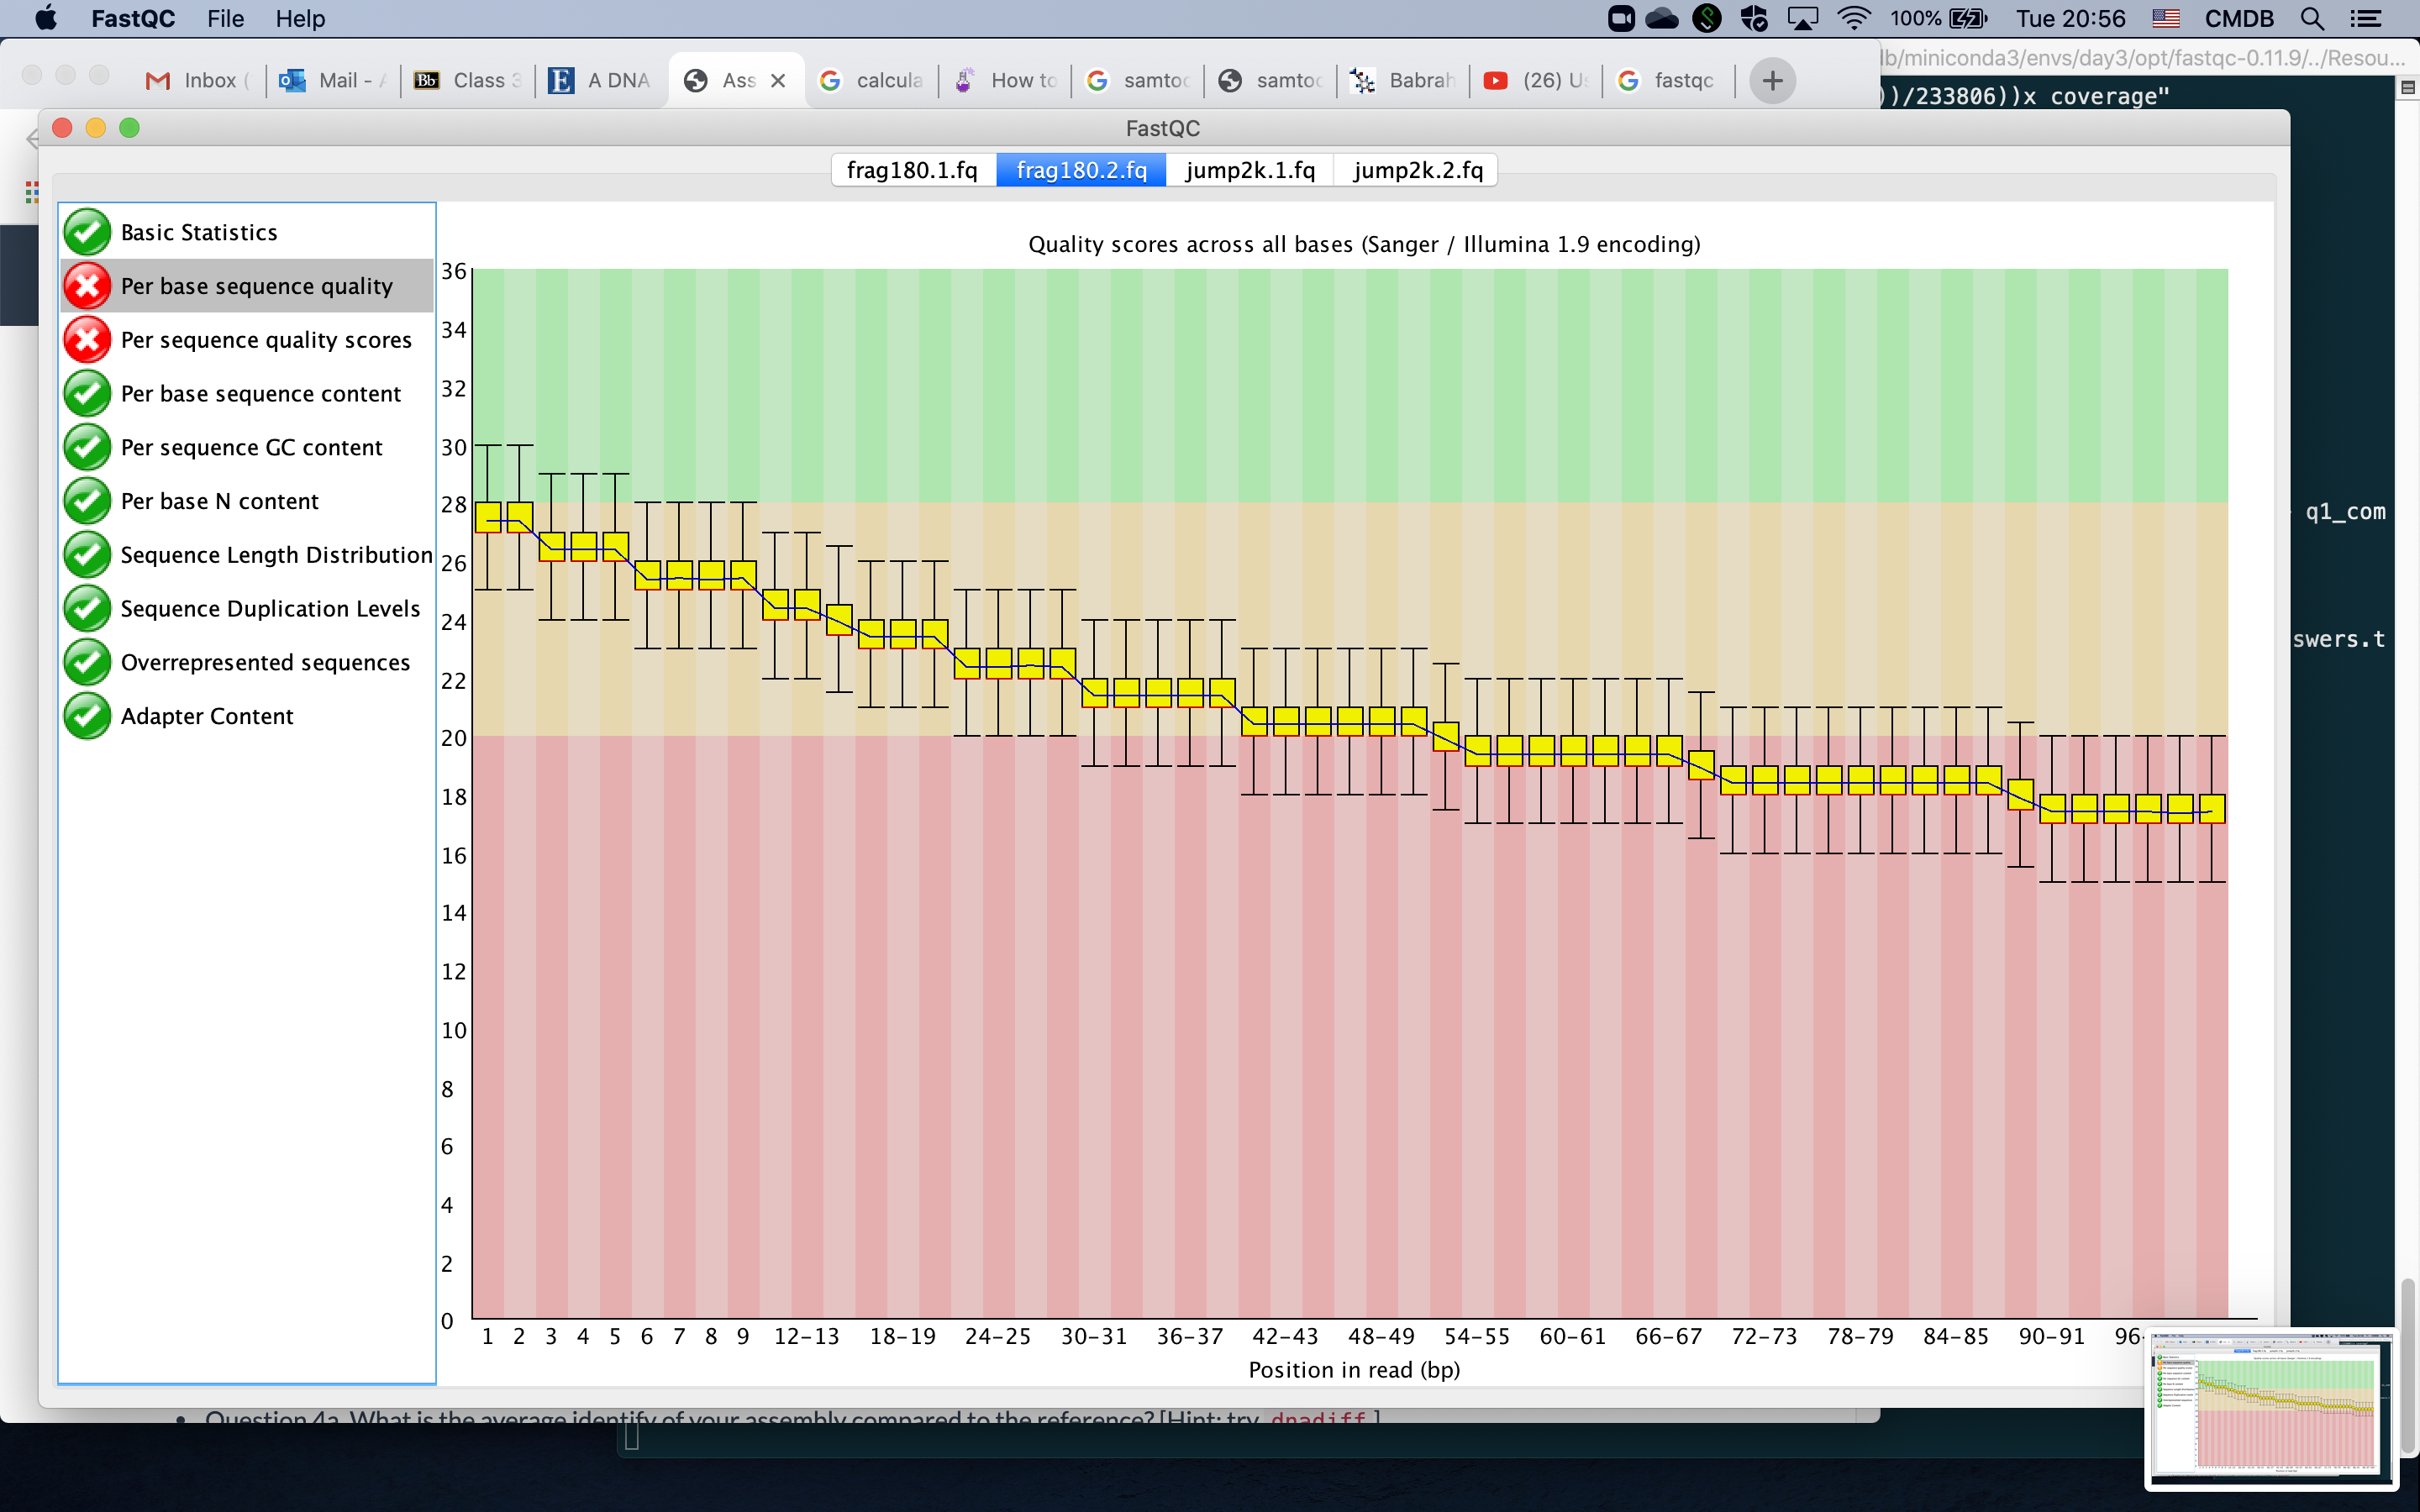 FastQC File Help 100% Tue 20:56 CMDB
Inbox ( Mail - A Bb Class 3 A DNA Ass calcula How to samtoo samtoo Babrah (26) Us fastqc lb/miniconda3/envs/day3/opt/fastqc-0.11.9/../Resou...
))/233806))x coverage"
FastQC
frag180.1.fq frag180.2.fq jump2k.1.fq jump2k.2.fq
Basic Statistics
Per base sequence quality
Per sequence quality scores
Per base sequence content
Per sequence GC content
Per base N content
Sequence Length Distribution
Sequence Duplication Levels
Overrepresented sequences
Adapter Content
Quality scores across all bases (Sanger / Illumina 1.9 encoding)
36
34
32
30
28
26
24
22
20
18
16
14
12
10
8
6
4
2
0
1 2 3 4 5 6 7 8 9 12-13 18-19 24-25 30-31 36-37 42-43 48-49 54-55 60-61 66-67 72-73 78-79 84-85 90-91 96-
Position in read (bp)
q1_com
swers.t
Question 4a. What is the average identify of your assembly compared to the reference? [Hint: try dnadiff ]